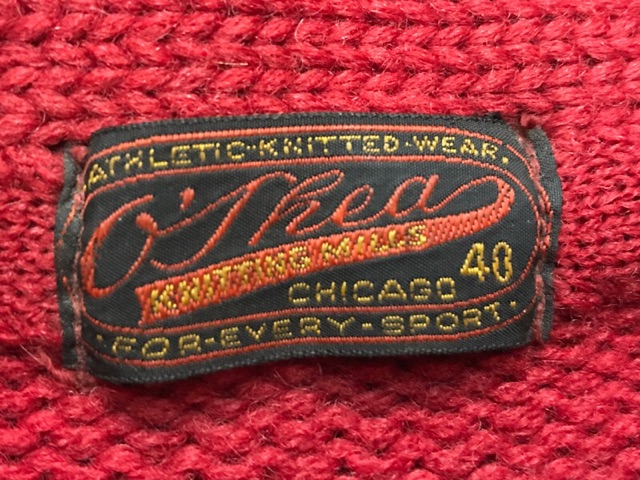 ATHLETIC·KNITTED·WEAR.
O'Shea
KNITTING MILLS
CHICAGO 40
·FOR-EVERY-SPORT·